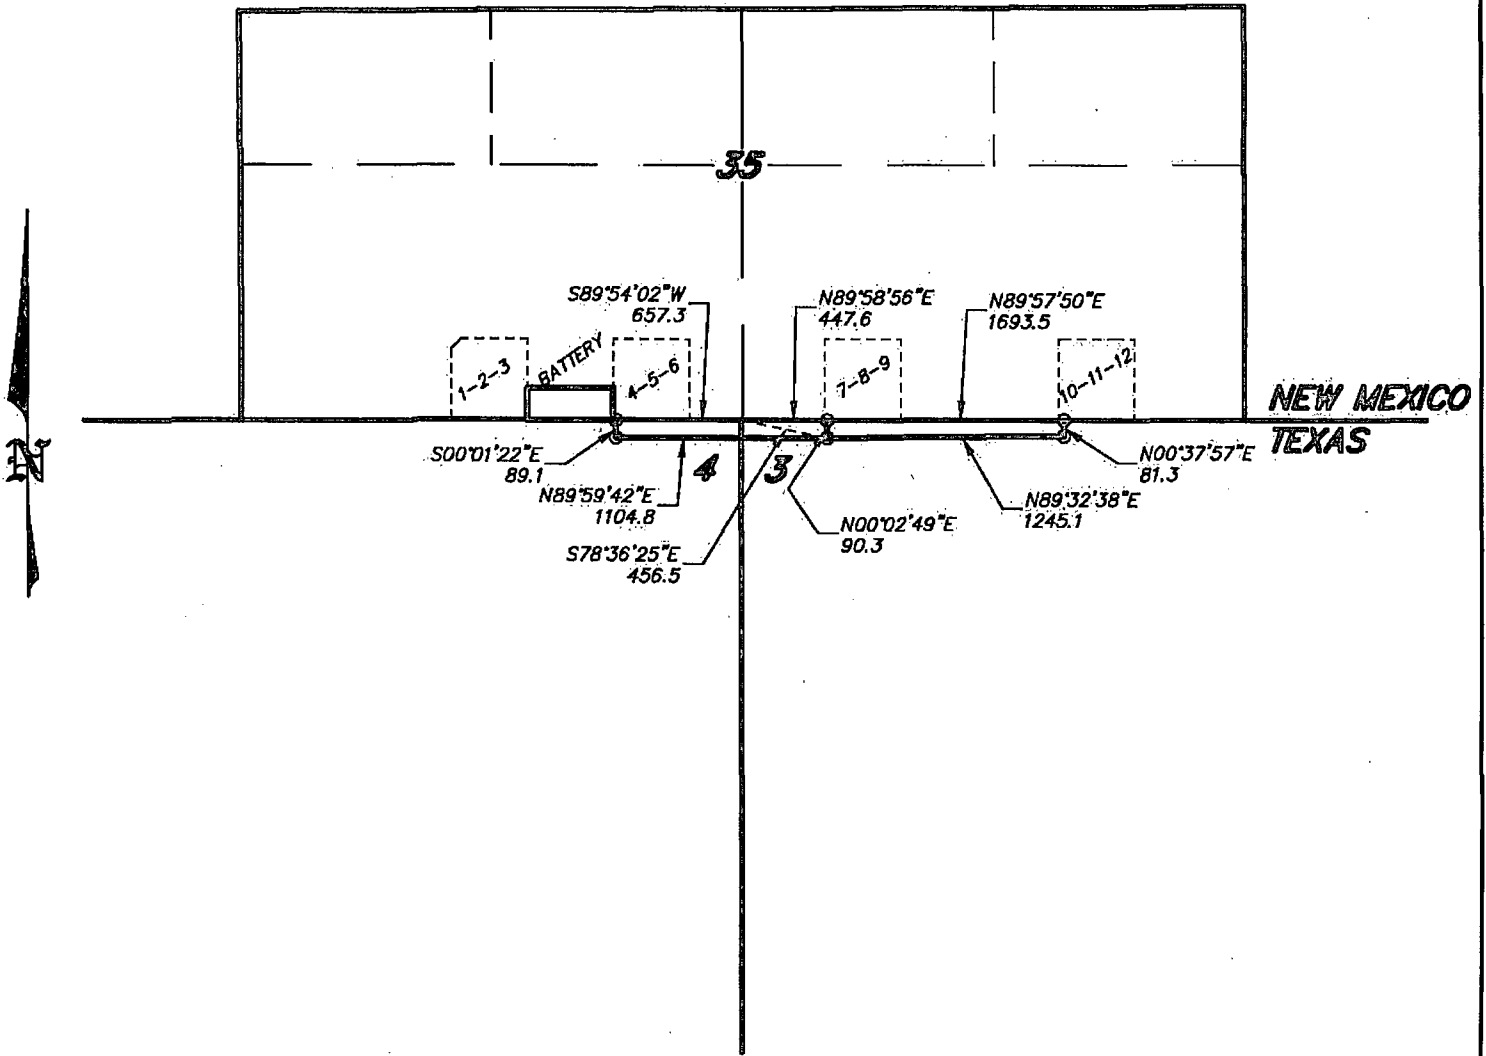 35
S89°54'02"W
657.3
N89°58'56"E
447.6
N89°57'50"E
1693.5
1-2-3
BATTERY
4-5-6
7-8-9
10-11-12
NEW MEXICO
TEXAS
S00°01'22"E
89.1
N89°59'42"E
1104.8
S78°36'25"E
456.5
4
3
N00°02'49"E
90.3
N89°32'38"E
1245.1
N00°37'57"E
81.3
N